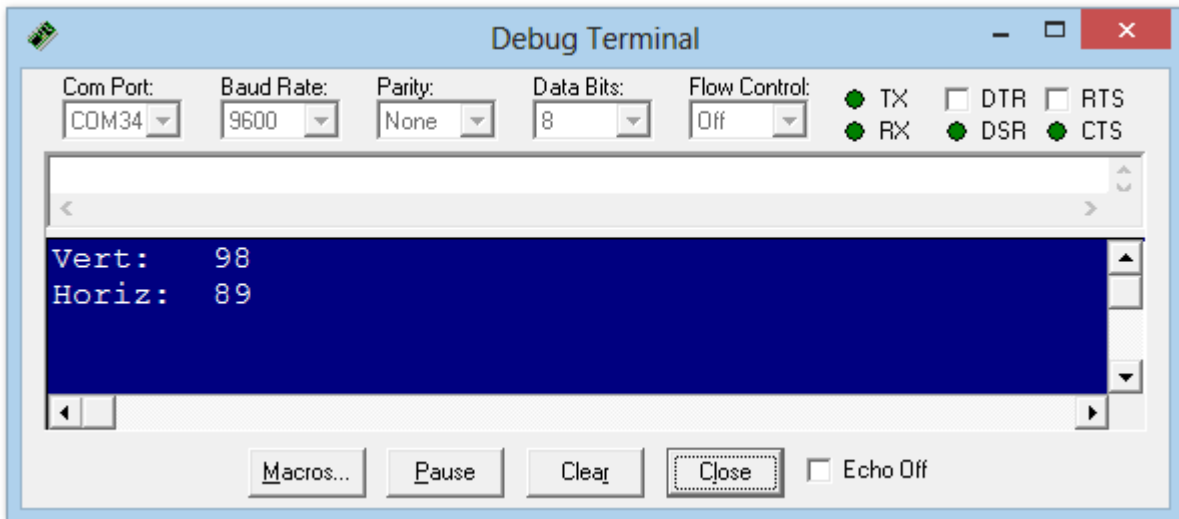 Debug Terminal
Com Port: Baud Rate: Parity: Data Bits: Flow Control:
COM34 9600 None 8 Off
TX DTR RTS
RX DSR CTS
Vert: 98
Horiz: 89
Macros... Pause Clear Close Echo Off